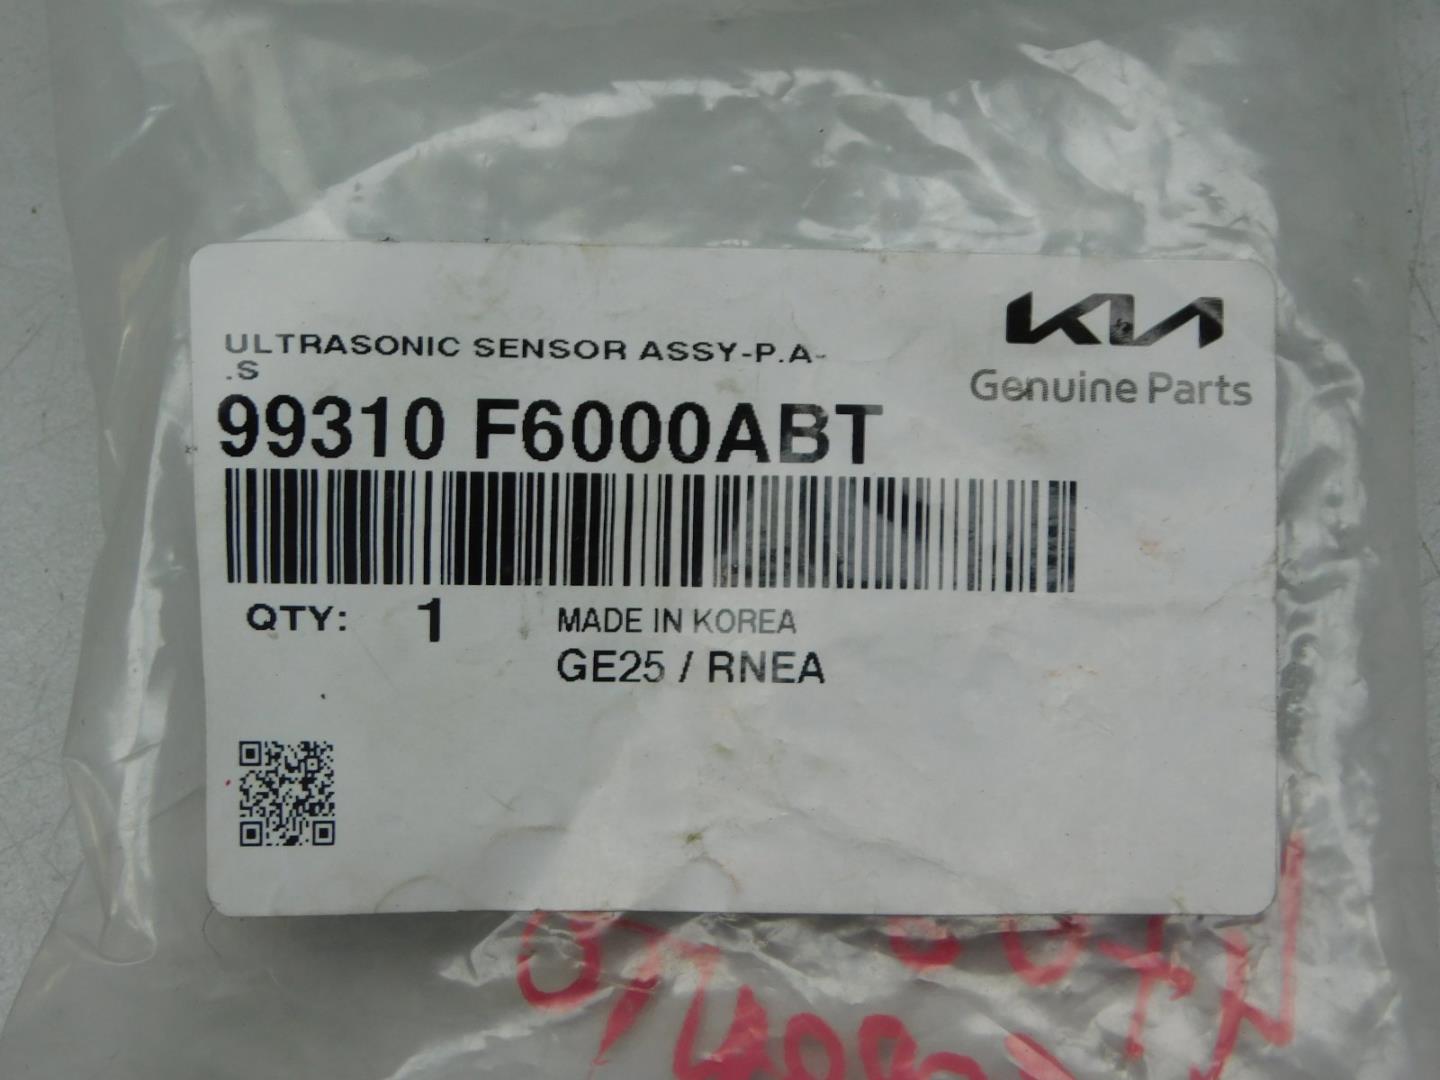 KIA
Genuine Parts
ULTRASONIC SENSOR ASSY-P.A-
.S
99310 F6000ABT
QTY: 1 MADE IN KOREA
GE25 / RNEA